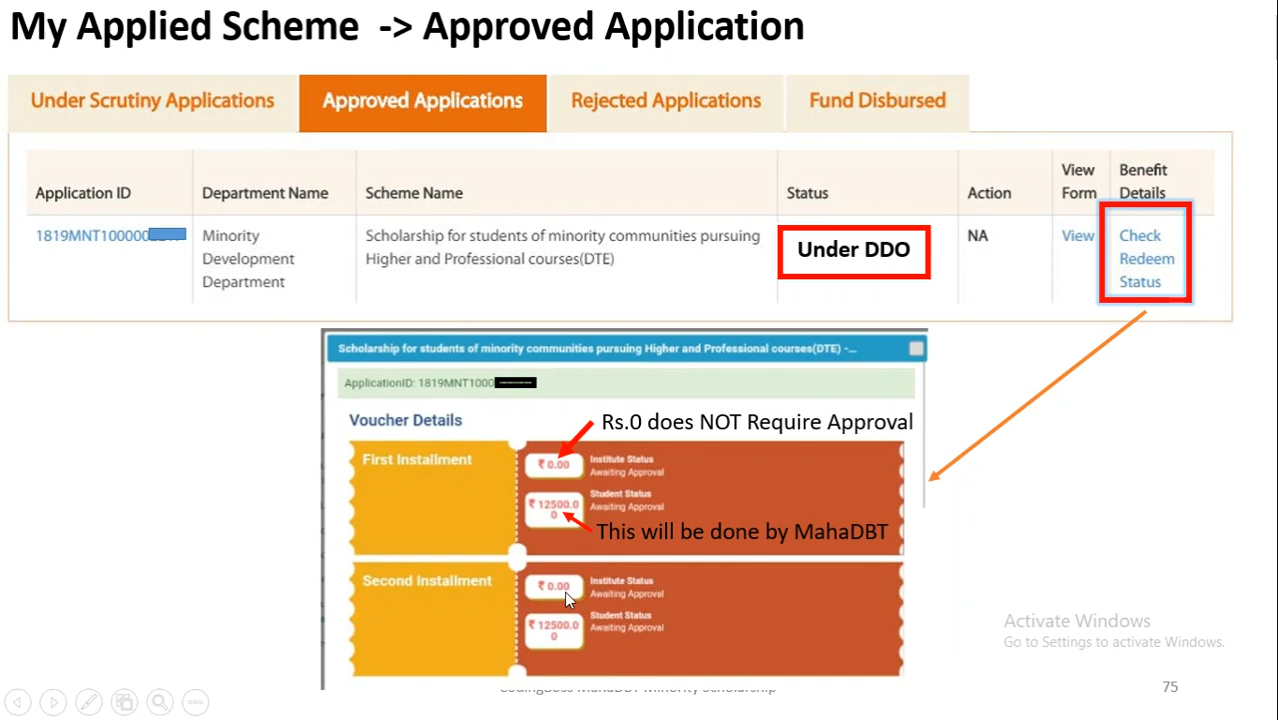 My Applied Scheme -> Approved Application
Under Scrutiny Applications
Approved Applications
Rejected Applications
Fund Disbursed
Application ID
Department Name
Scheme Name
Status
Action
View
Form
Benefit
Details
1819MNT100000
Minority
Development
Department
Scholarship for students of minority communities pursuing
Higher and Professional courses(DTE)
Under DDO
NA
View
Check
Redeem
Status
Scholarship for students of minority communities pursuing Higher and Professional courses(DTE) -...
ApplicationID: 1819MNT1000
Voucher Details
Rs.0 does NOT Require Approval
First Installment
₹ 0.00
Institute Status
Awaiting Approval
₹ 12500.0
0
Student Status
Awaiting Approval
This will be done by MahaDBT
Second Installment
₹ 0.00
Institute Status
Awaiting Approval
₹ 12500.0
0
Student Status
Awaiting Approval
Activate Windows
Go to Settings to activate Windows.
CodingBoss MahaDBT Minority Scholarship
75